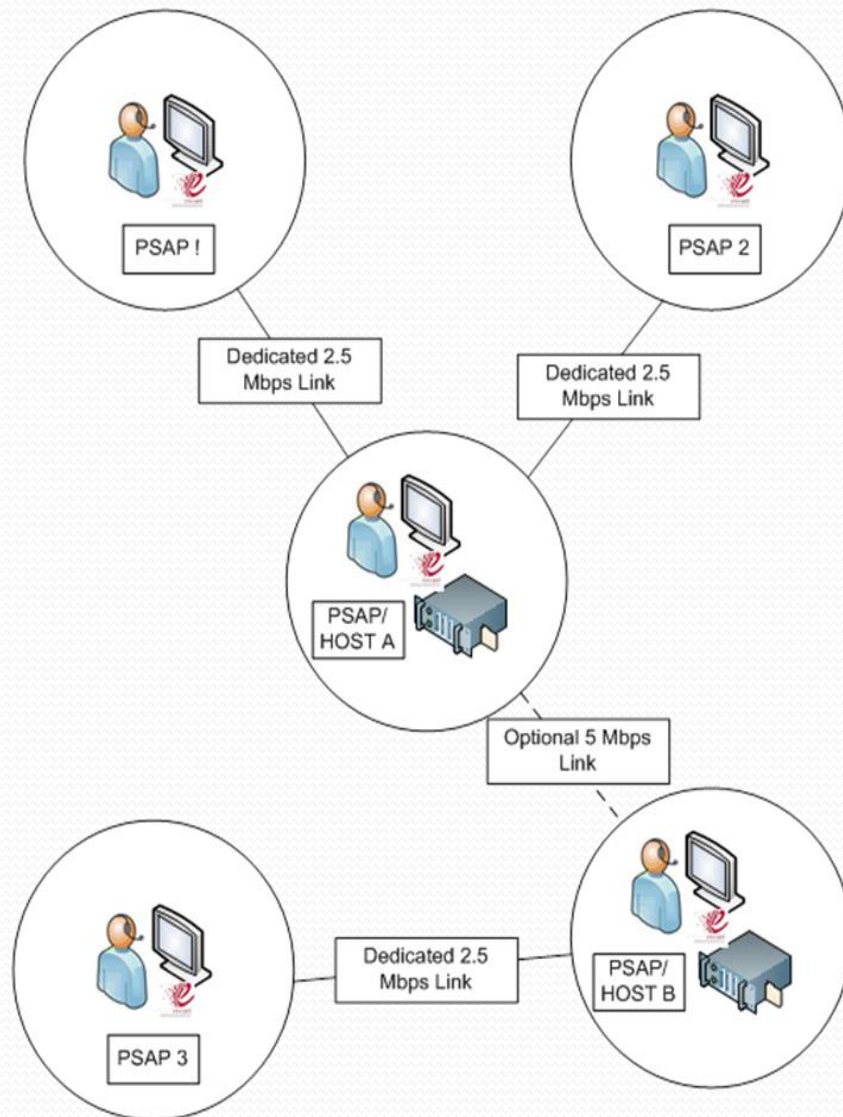 PSAP !
PSAP 2
Dedicated 2.5
Mbps Link
Dedicated 2.5
Mbps Link
PSAP/
HOST A
Optional 5 Mbps
Link
Dedicated 2.5
Mbps Link
PSAP/
HOST B
PSAP 3